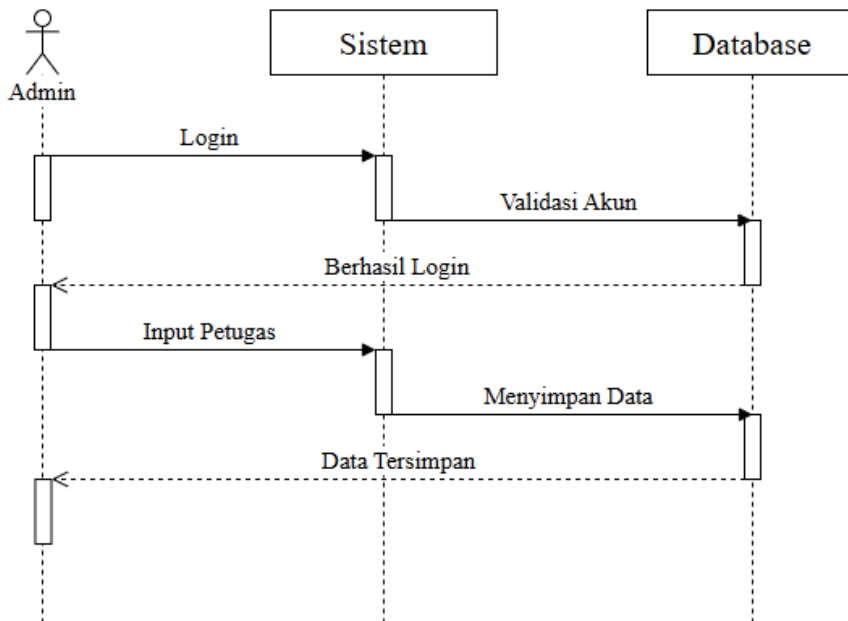 Sistem
Database
Admin
Login
Validasi Akun
Berhasil Login
Input Petugas
Menyimpan Data
Data Tersimpan